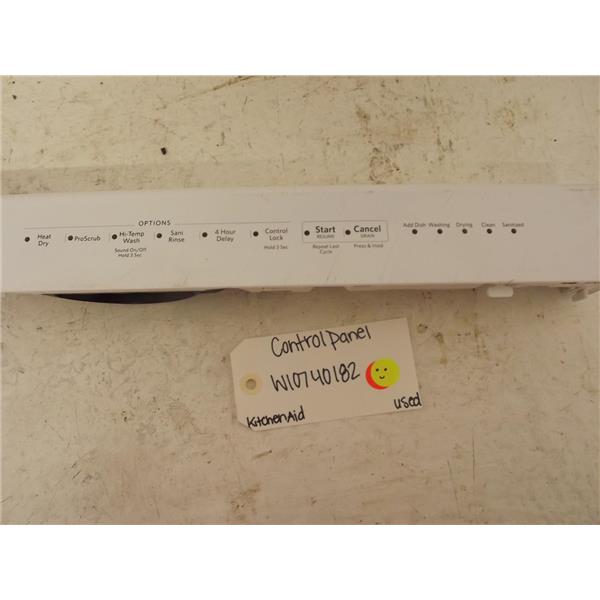 OPTIONS
Heat Dry
ProScrub
Hi-Temp Wash
Sound On/Off
Hold 3 Sec
Sani Rinse
4 Hour Delay
Control Lock
Hold 3 Sec
Start
RESUME
Repeat Last Cycle
Cancel
DRAIN
Press & Hold
Add Dish Washing Drying Clean Sanitized
Control panel
W10740182
KitchenAid
used